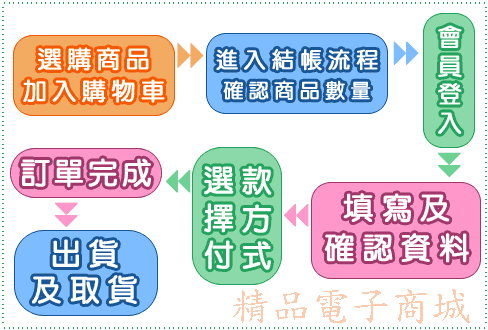 選購商品
加入購物車
進入結帳流程
確認商品數量
會員登入
填寫及
確認資料
選擇付款方式
訂單完成
出貨
及取貨
精品電子商城